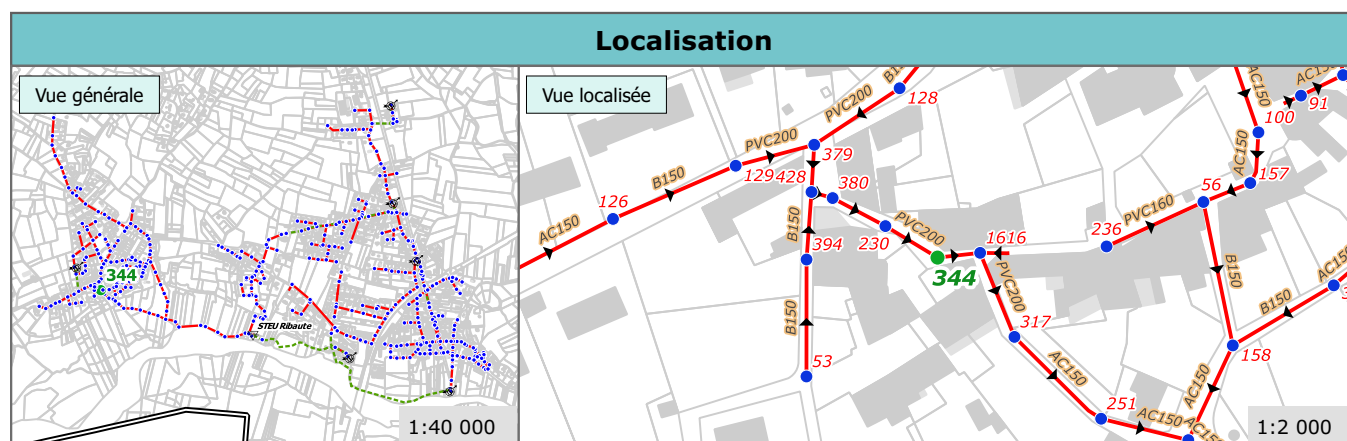 Localisation
Vue générale
344
STEU Ribaute
1:40 000
Vue localisée
128
PVC200
379
PVC200
129
428
380
B150
126
AC150
B150
394
230
PVC200
344
1616
PVC200
B150
53
317
AC150
251
AC150
236
PVC160
56
157
AC150
100
AC150
91
B150
158
B150
AC150
AC150
1:2 000